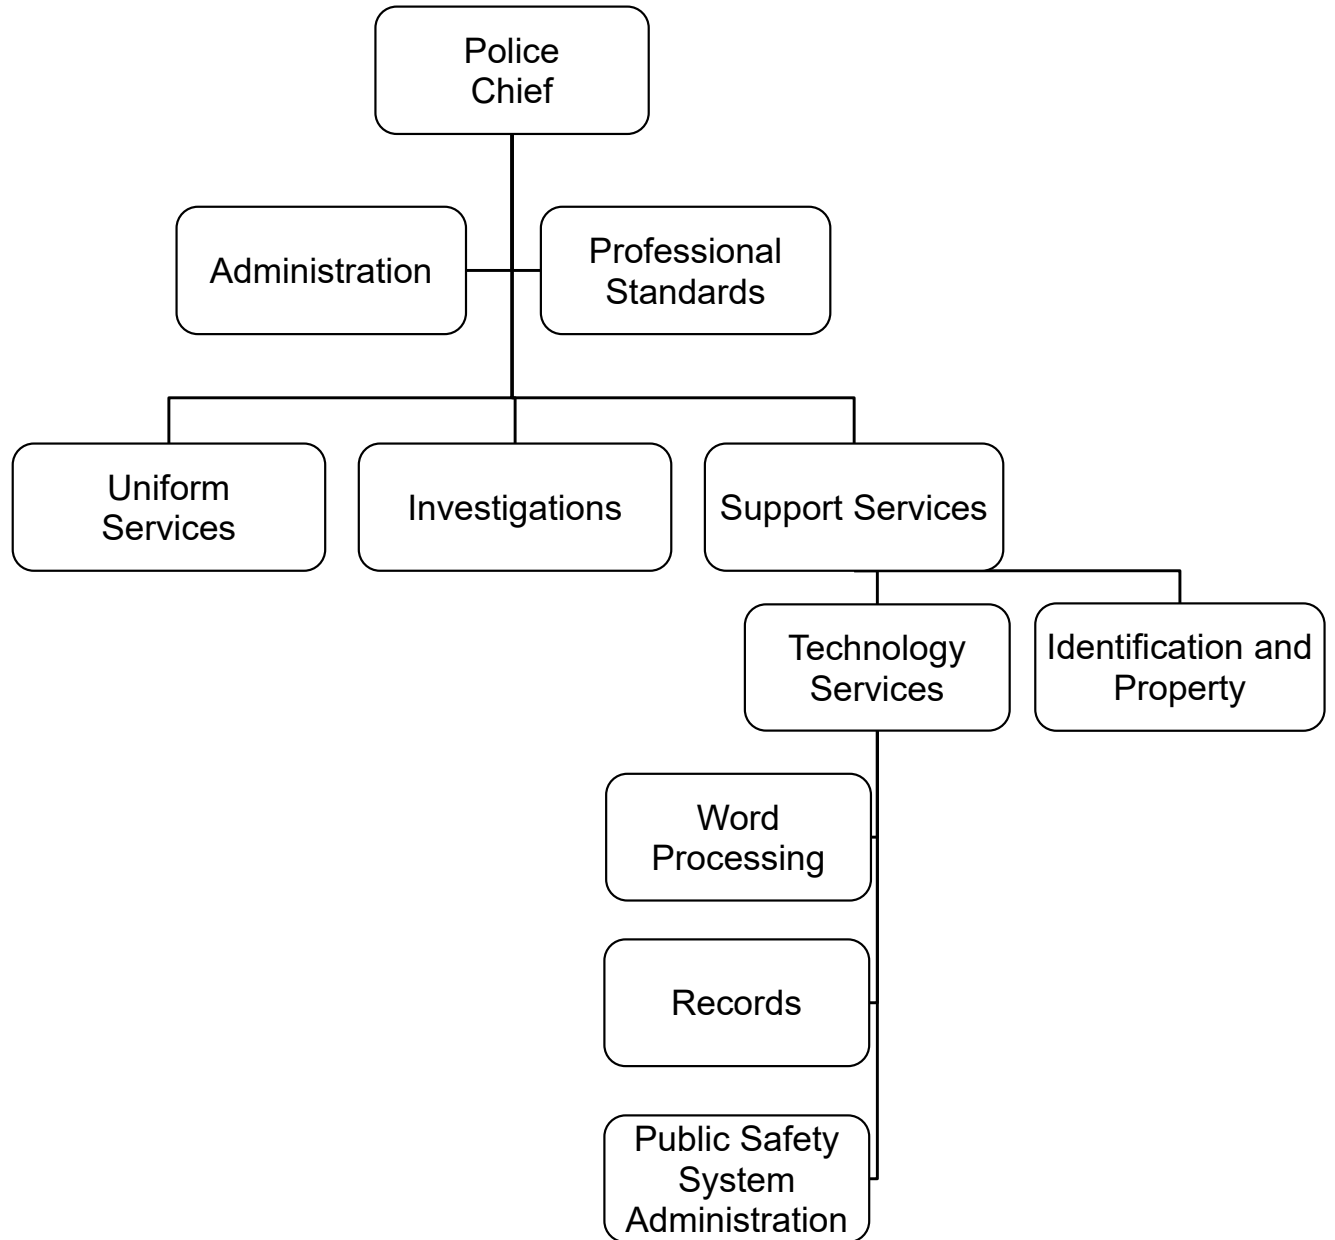 Police
Chief
Administration
Professional
Standards
Uniform
Services
Investigations
Support Services
Technology
Services
Identification and
Property
Word
Processing
Records
Public Safety
System
Administration